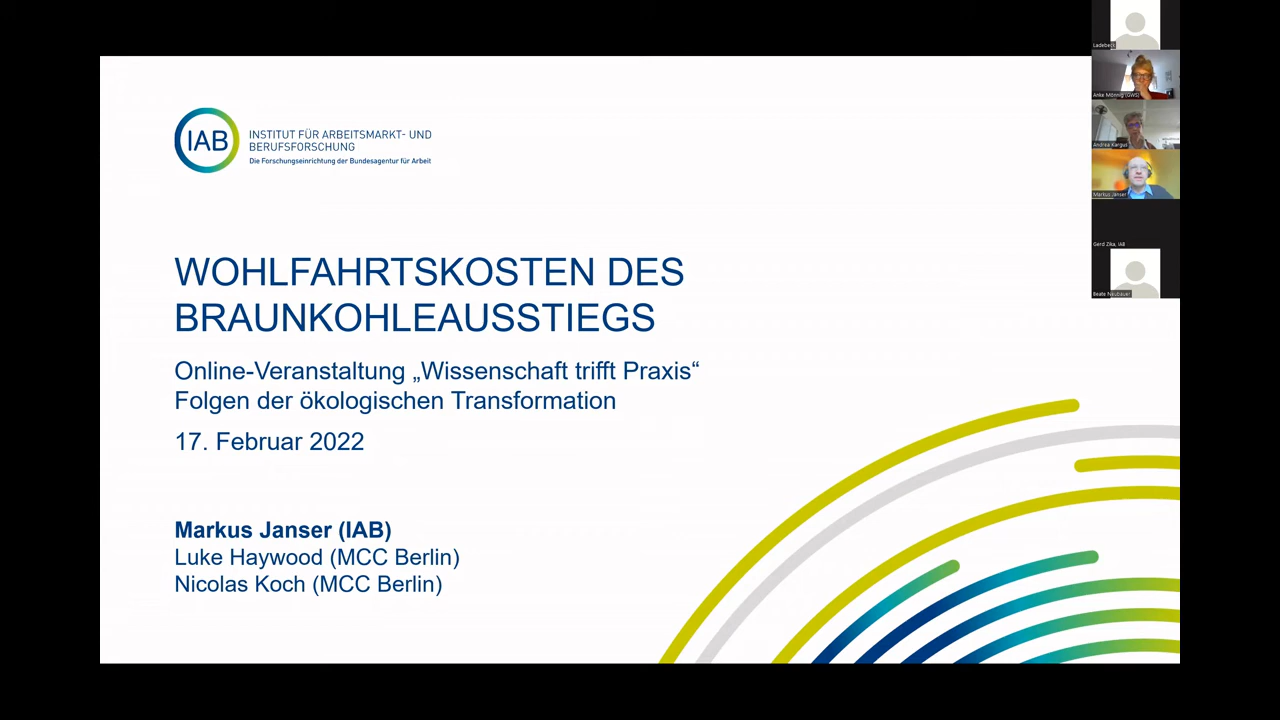 IAB
INSTITUT FÜR ARBEITSMARKT- UND
BERUFSFORSCHUNG
Die Forschungseinrichtung der Bundesagentur für Arbeit
WOHLFAHRTSKOSTEN DES
BRAUNKOHLEAUSSTIEGS
Online-Veranstaltung „Wissenschaft trifft Praxis“
Folgen der ökologischen Transformation
17. Februar 2022
Markus Janser (IAB)
Luke Haywood (MCC Berlin)
Nicolas Koch (MCC Berlin)
Ladebeck
Anke Mönnig (GWS)
Andrea Kargus
Markus Janser
Gerd Zika, IAB
Beate Neubauer